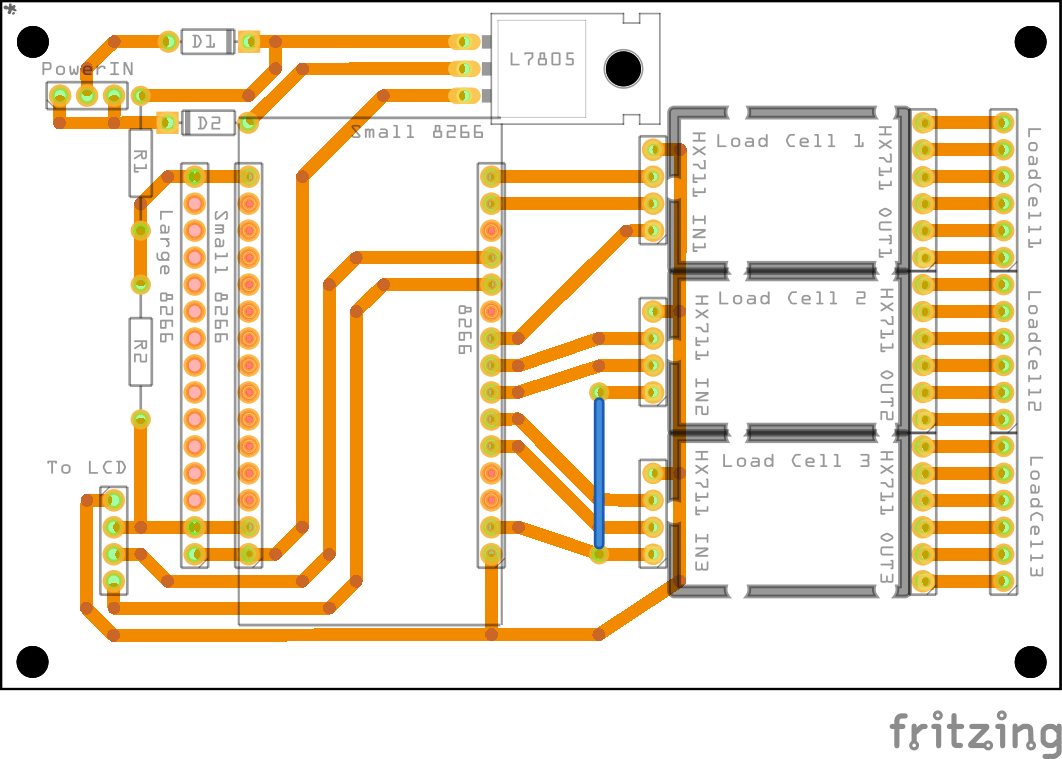 *
D1
L7805
PowerIN
D2
Small 8266
R1
Load Cell 1
HX711 IN1
HX711 OUT1
LoadCell1
Large 8266
Small 8266
8266
R2
Load Cell 2
HX711 IN2
HX711 OUT2
LoadCell2
To LCD
Load Cell 3
HX711 IN3
HX711 OUT3
LoadCell3
fritzing